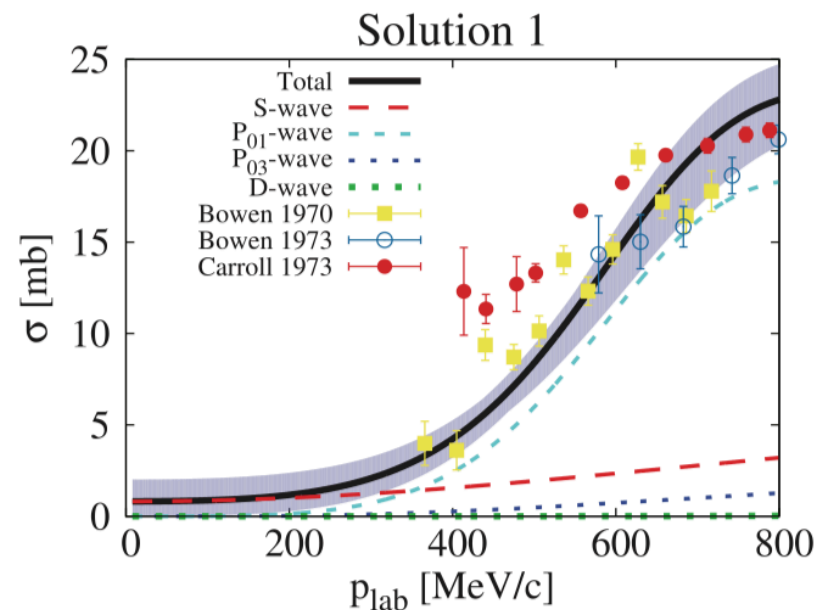 Solution 1
25
20
15
10
5
0
σ [mb]
Total
S-wave
P₀₁-wave
P₀₃-wave
D-wave
Bowen 1970
Bowen 1973
Carroll 1973
0 200 400 600 800
p_lab [MeV/c]